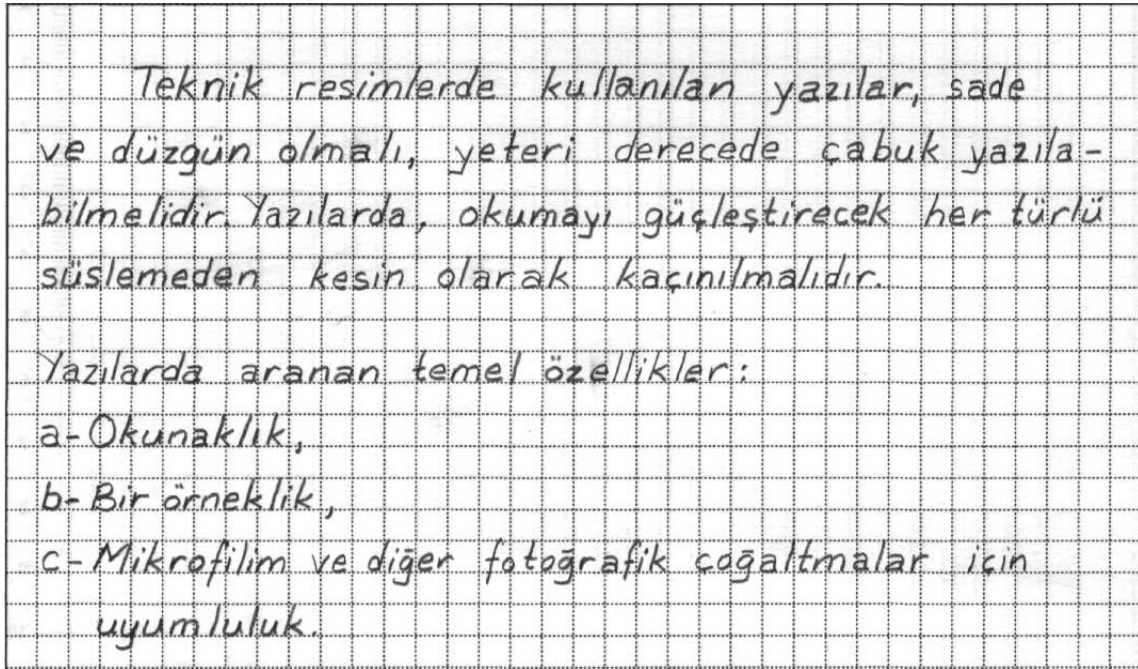 Teknik resimlerde kullanılan yazılar, sade
ve düzgün olmalı, yeteri derecede çabuk yazıla-
bilmelidir. Yazılarda, okumayı güçleştirecek her türlü
süslemeden kesin olarak kaçınılmalıdır.
Yazılarda aranan temel özellikler:
a- Okunaklık,
b- Bir örneklik,
c- Mikrofilim ve diğer fotoğrafik çoğaltmalar için
uyumluluk.